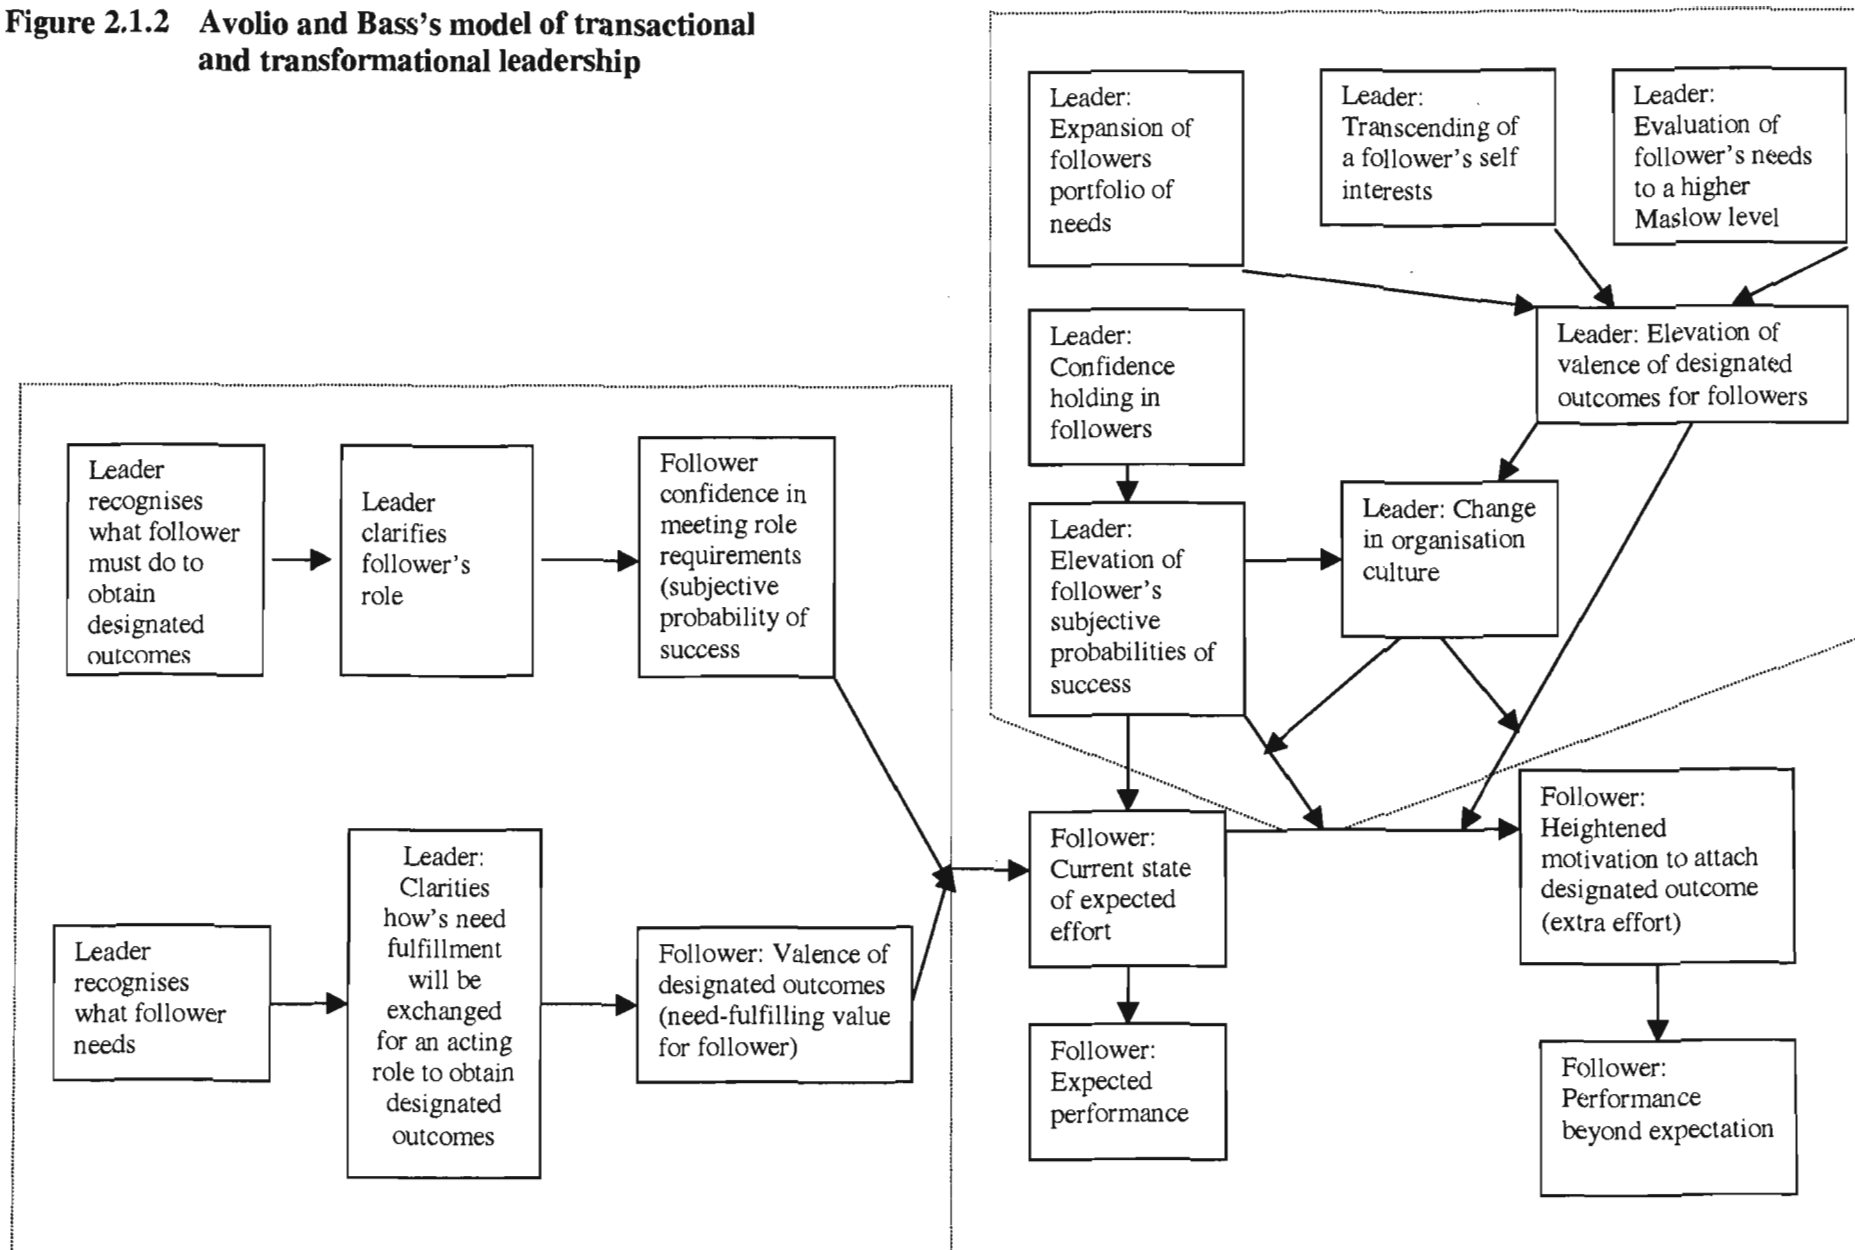 Figure 2.1.2 Avolio and Bass's model of transactional
and transformational leadership
Leader:
Expansion of
followers
portfolio of
needs
Leader:
Transcending of
a follower's self
interests
Leader:
Evaluation of
follower's needs
to a higher
Maslow level
Leader: Elevation of
valence of designated
outcomes for followers
Leader:
Confidence
holding in
followers
Leader:
Elevation of
follower's
subjective
probabilities of
success
Leader: Change
in organisation
culture
Leader
recognises
what follower
must do to
obtain
designated
outcomes
Leader
clarifies
follower's
role
Follower
confidence in
meeting role
requirements
(subjective
probability of
success
Leader
recognises
what follower
needs
Leader:
Clarities
how's need
fulfillment
will be
exchanged
for an acting
role to obtain
designated
outcomes
Follower: Valence of
designated outcomes
(need-fulfilling value
for follower)
Follower:
Current state
of expected
effort
Follower:
Heightened
motivation to attach
designated outcome
(extra effort)
Follower:
Expected
performance
Follower:
Performance
beyond expectation